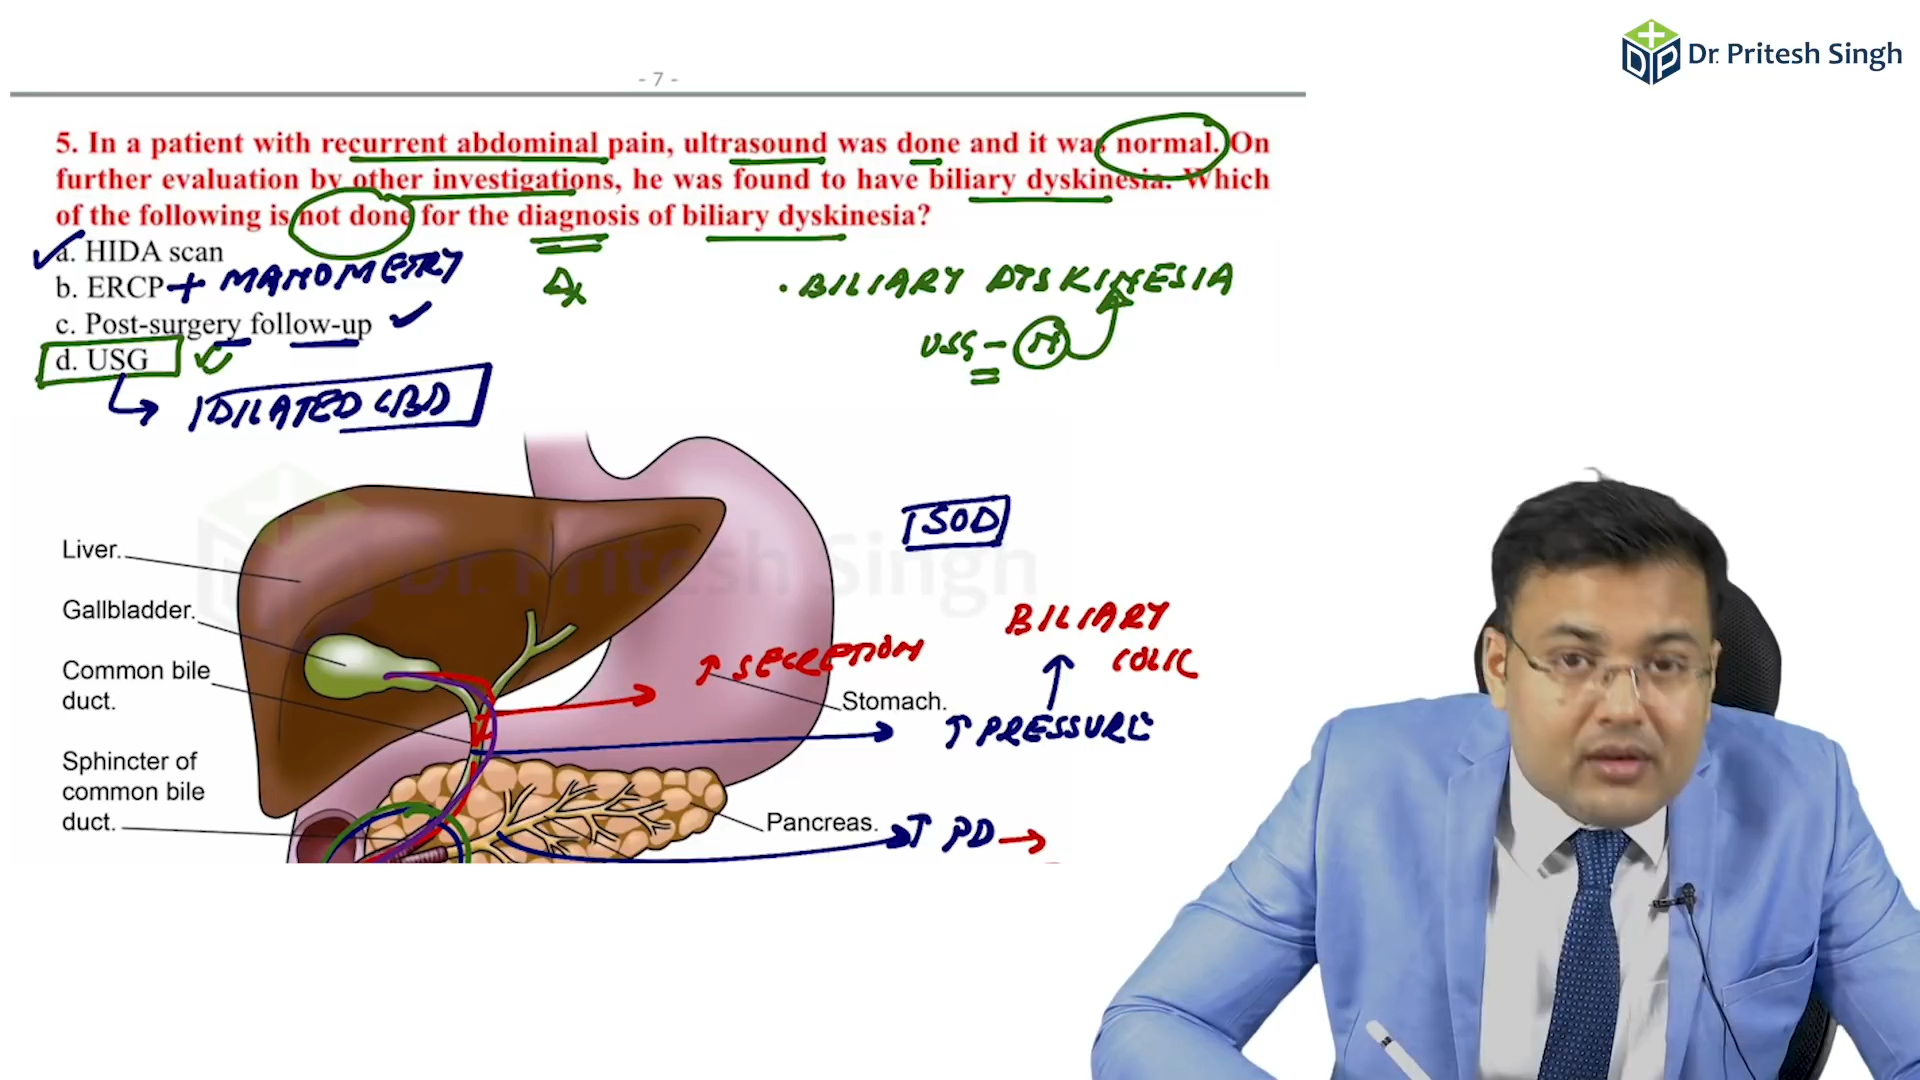 Dr. Pritesh Singh
- 7 -
5. In a patient with recurrent abdominal pain, ultrasound was done and it was normal. On
further evaluation by other investigations, he was found to have biliary dyskinesia. Which
of the following is not done for the diagnosis of biliary dyskinesia?
a. HIDA scan
b. ERCP + MANOMETRY
c. Post-surgery follow-up
d. USG
DILATED CBD
Dx
. BILIARY DYSKINESIA
USG - N
SOD
Liver.
Gallbladder.
Common bile
duct.
Sphincter of
common bile
duct.
↑ SECRETION
Stomach.
BILIARY
COLIC
↑ PRESSURE
Pancreas.
↑ PD →
Dr. Pritesh Singh